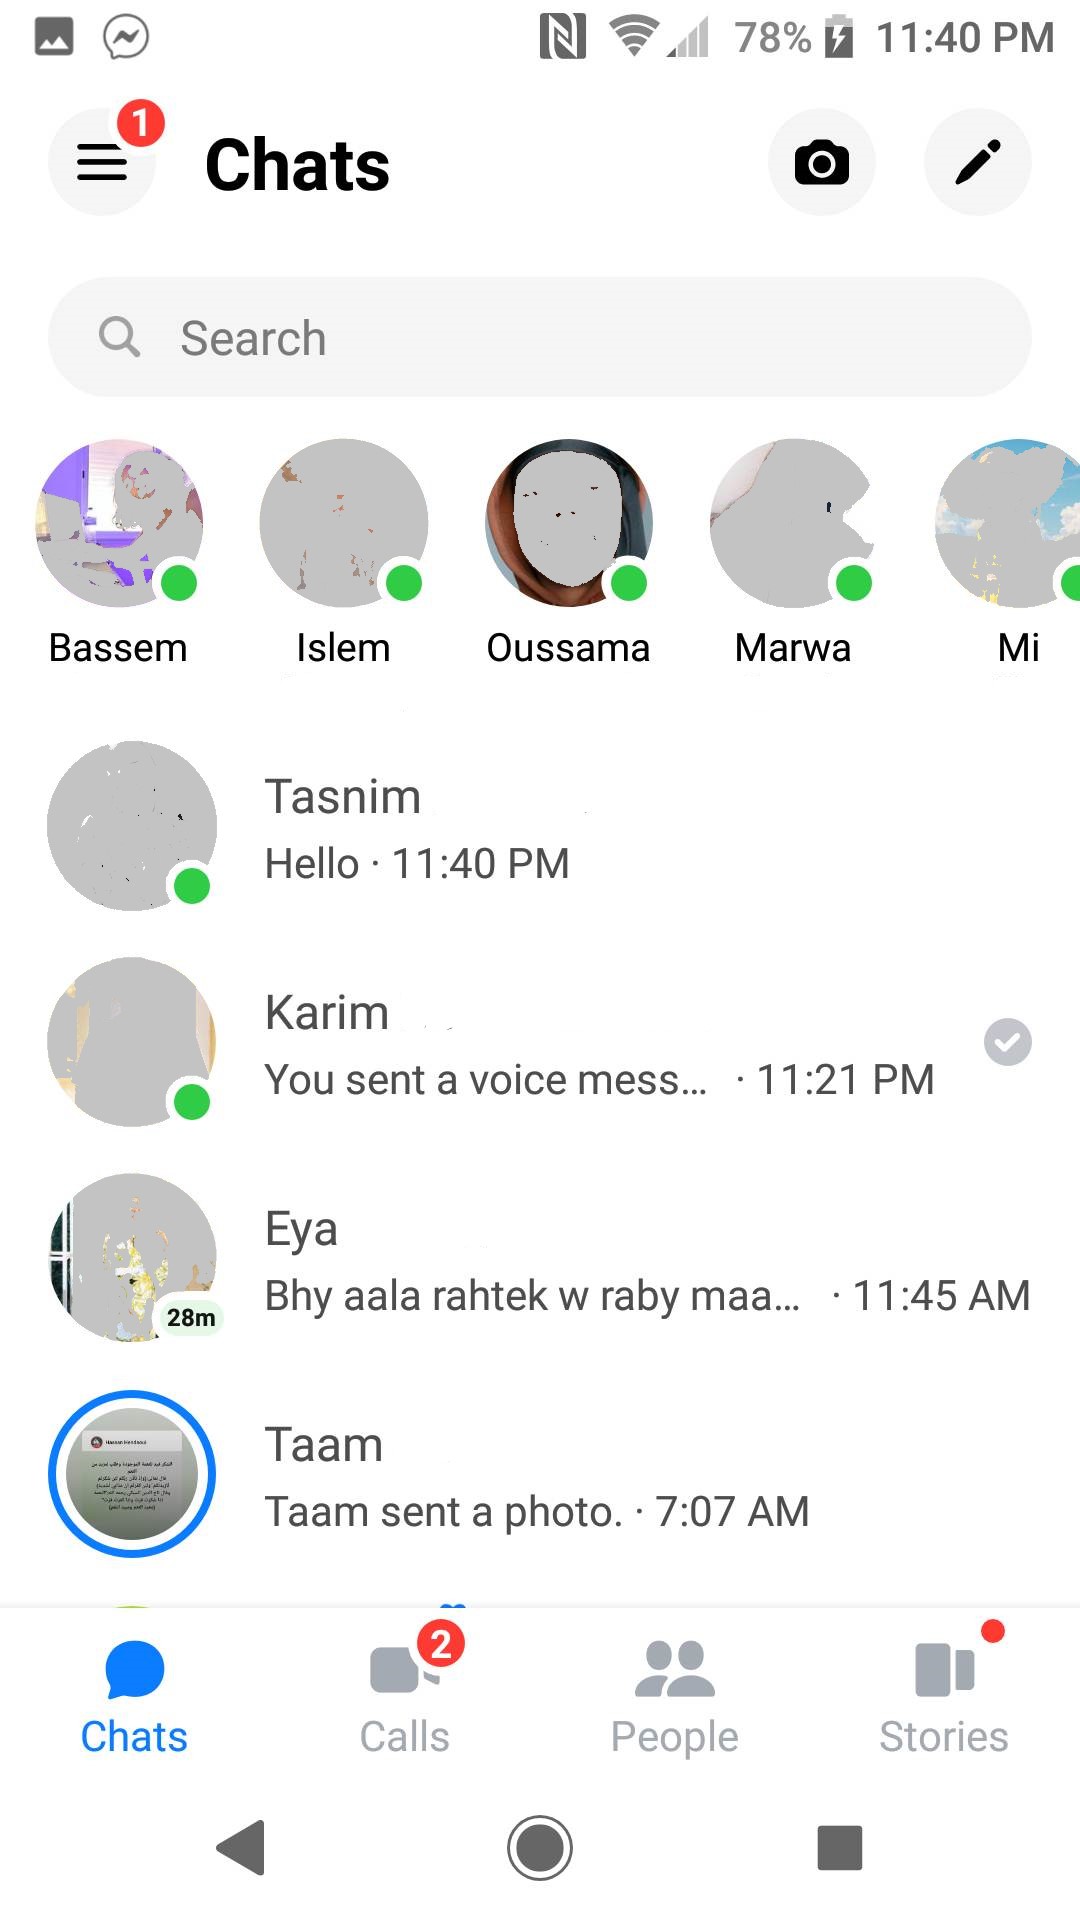 78% 11:40 PM
1
Chats
Search
Bassem Islem Oussama Marwa Mi
Tasnim
Hello · 11:40 PM
Karim
You sent a voice mess... · 11:21 PM
Eya
Bhy aala rahtek w raby maa... · 11:45 AM
28m
Hassan Hendaoui
Taam
Taam sent a photo. · 7:07 AM
2
Chats Calls People Stories